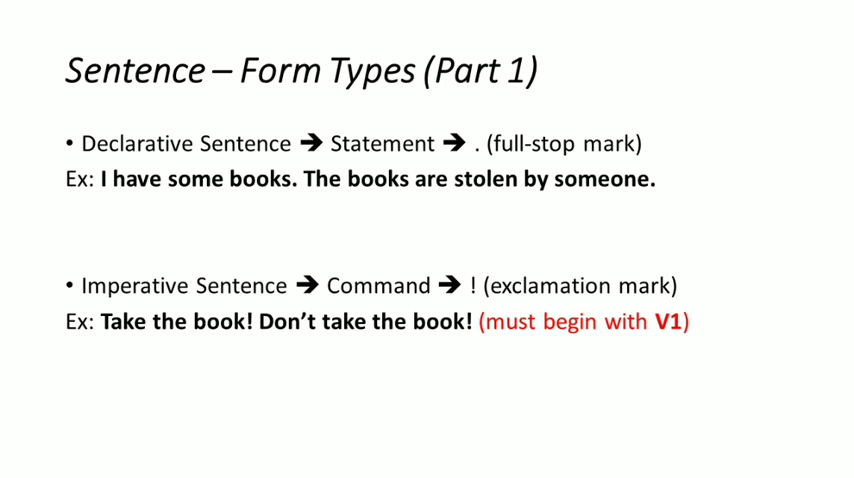 Sentence – Form Types (Part 1)
• Declarative Sentence ➔ Statement ➔ . (full-stop mark)
Ex: I have some books. The books are stolen by someone.
• Imperative Sentence ➔ Command ➔ ! (exclamation mark)
Ex: Take the book! Don’t take the book! (must begin with V1)